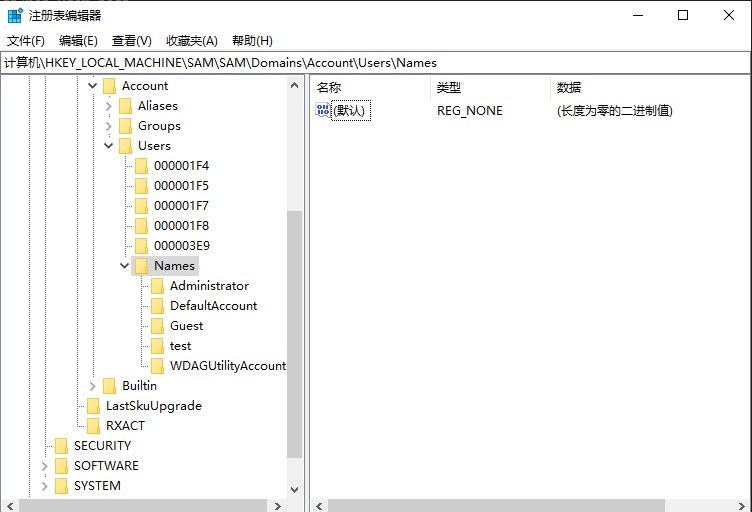 注册表编辑器
文件(F) 编辑(E) 查看(V) 收藏夹(A) 帮助(H)
计算机\HKEY_LOCAL_MACHINE\SAM\SAM\Domains\Account\Users\Names
Account
Aliases
Groups
Users
000001F4
000001F5
000001F7
000001F8
000003E9
Names
Administrator
DefaultAccount
Guest
test
WDAGUtilityAccount
Builtin
LastSkuUpgrade
RXACT
SECURITY
SOFTWARE
SYSTEM
名称 类型 数据
(默认) REG_NONE (长度为零的二进制值)